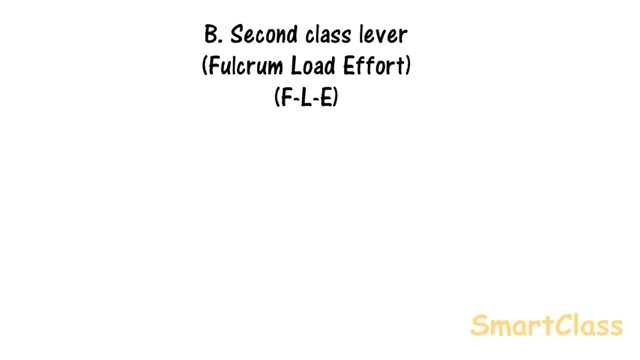 B. Second class lever
(Fulcrum Load Effort)
(F-L-E)
SmartClass